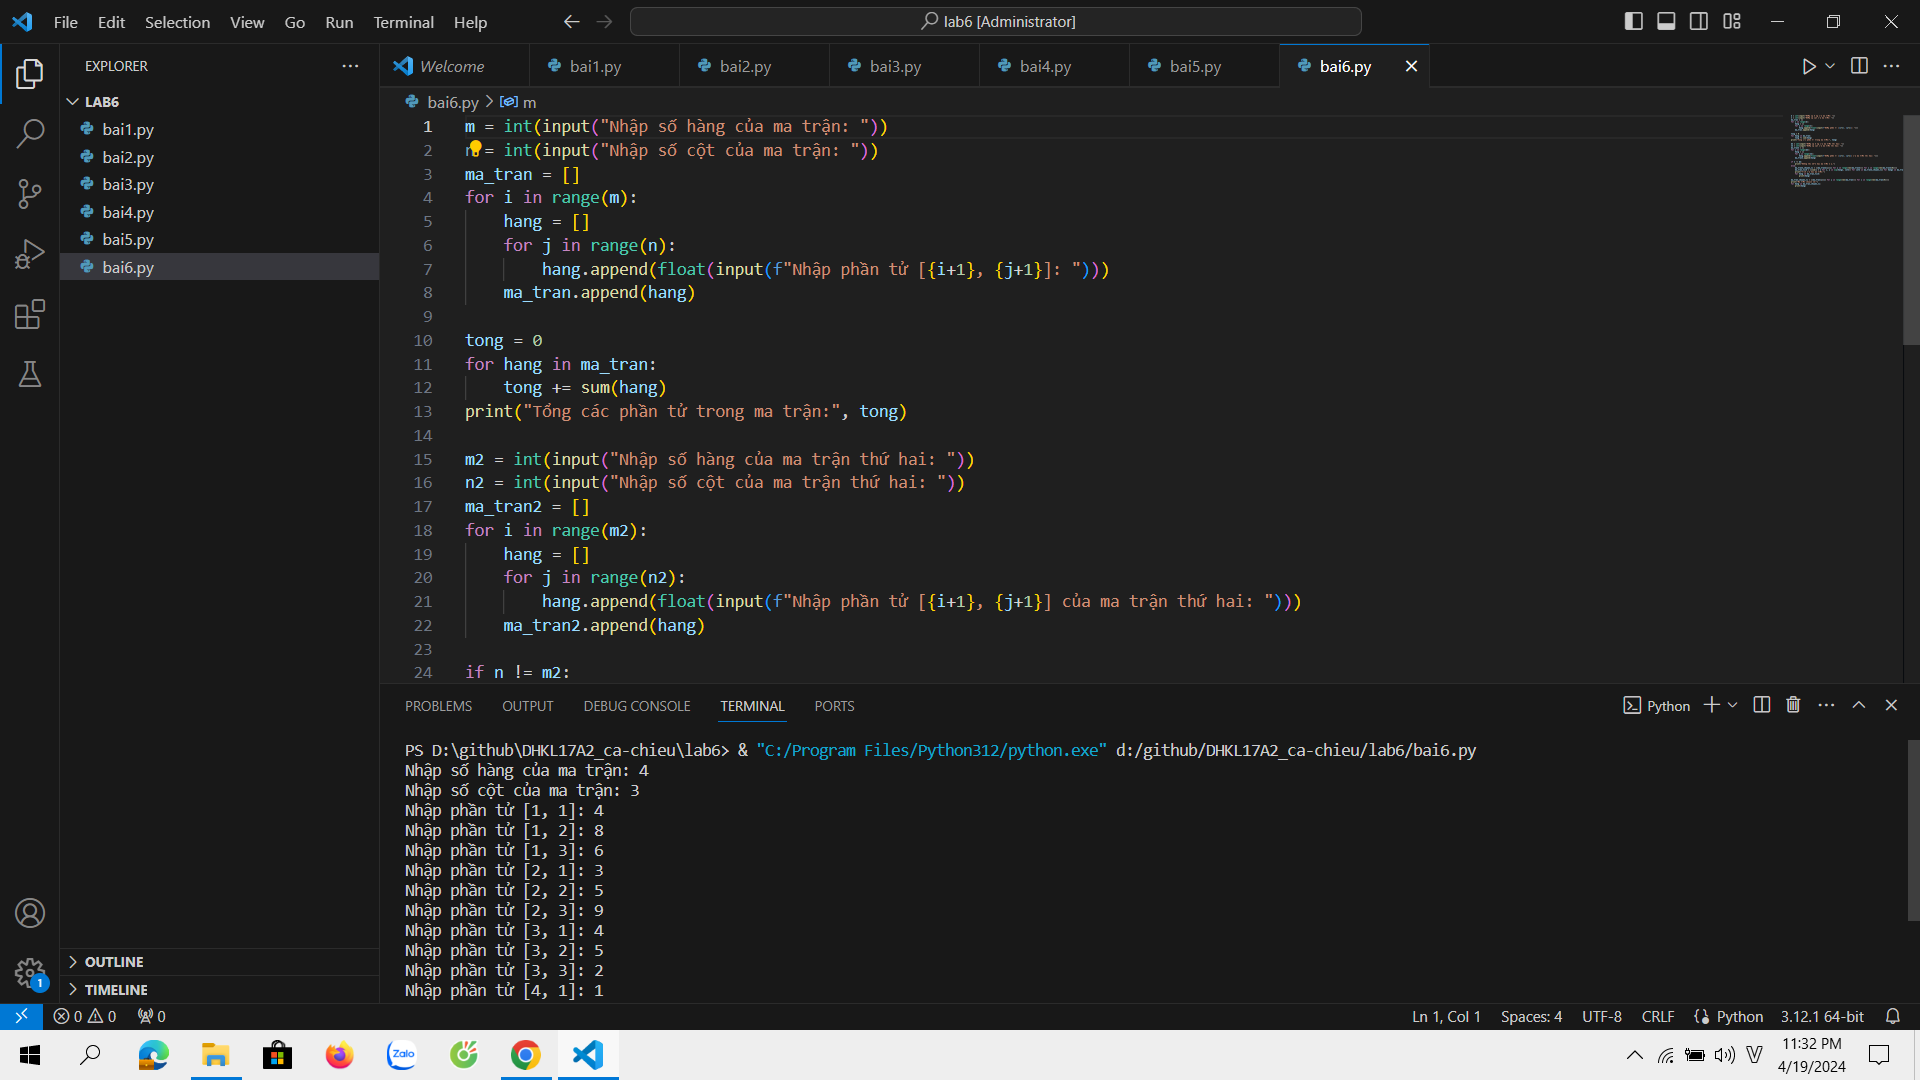 File Edit Selection View Go Run Terminal Help
lab6 [Administrator]
EXPLORER
LAB6
bai1.py
bai2.py
bai3.py
bai4.py
bai5.py
bai6.py
OUTLINE
TIMELINE
Welcome bai1.py bai2.py bai3.py bai4.py bai5.py bai6.py
bai6.py > m
1 m = int(input("Nhập số hàng của ma trận: "))
2 = int(input("Nhập số cột của ma trận: "))
3 ma_tran = []
4 for i in range(m):
5 hang = []
6 for j in range(n):
7 hang.append(float(input(f"Nhập phần tử [{i+1}, {j+1}]: ")))
8 ma_tran.append(hang)
9
10 tong = 0
11 for hang in ma_tran:
12 tong += sum(hang)
13 print("Tổng các phần tử trong ma trận:", tong)
14
15 m2 = int(input("Nhập số hàng của ma trận thứ hai: "))
16 n2 = int(input("Nhập số cột của ma trận thứ hai: "))
17 ma_tran2 = []
18 for i in range(m2):
19 hang = []
20 for j in range(n2):
21 hang.append(float(input(f"Nhập phần tử [{i+1}, {j+1}] của ma trận thứ hai: ")))
22 ma_tran2.append(hang)
23
24 if n != m2:
PROBLEMS OUTPUT DEBUG CONSOLE TERMINAL PORTS
Python
PS D:\github\DHKL17A2_ca-chieu\lab6> & "C:/Program Files/Python312/python.exe" d:/github/DHKL17A2_ca-chieu/lab6/bai6.py
Nhập số hàng của ma trận: 4
Nhập số cột của ma trận: 3
Nhập phần tử [1, 1]: 4
Nhập phần tử [1, 2]: 8
Nhập phần tử [1, 3]: 6
Nhập phần tử [2, 1]: 3
Nhập phần tử [2, 2]: 5
Nhập phần tử [2, 3]: 9
Nhập phần tử [3, 1]: 4
Nhập phần tử [3, 2]: 5
Nhập phần tử [3, 3]: 2
Nhập phần tử [4, 1]: 1
1
0 0 0
Ln 1, Col 1 Spaces: 4 UTF-8 CRLF Python 3.12.1 64-bit
Zalo
V
11:32 PM
4/19/2024